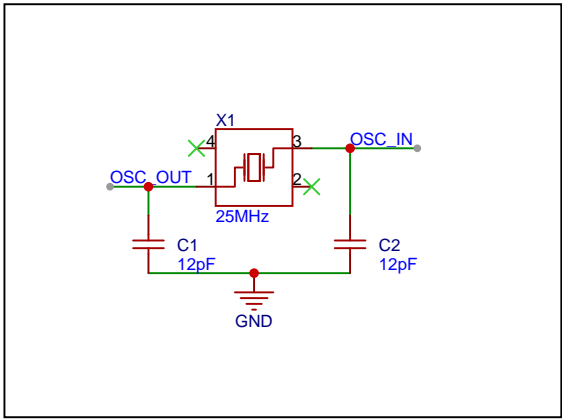 X1
4
3
OSC_IN
OSC_OUT
1
2
25MHz
C1
12pF
C2
12pF
GND